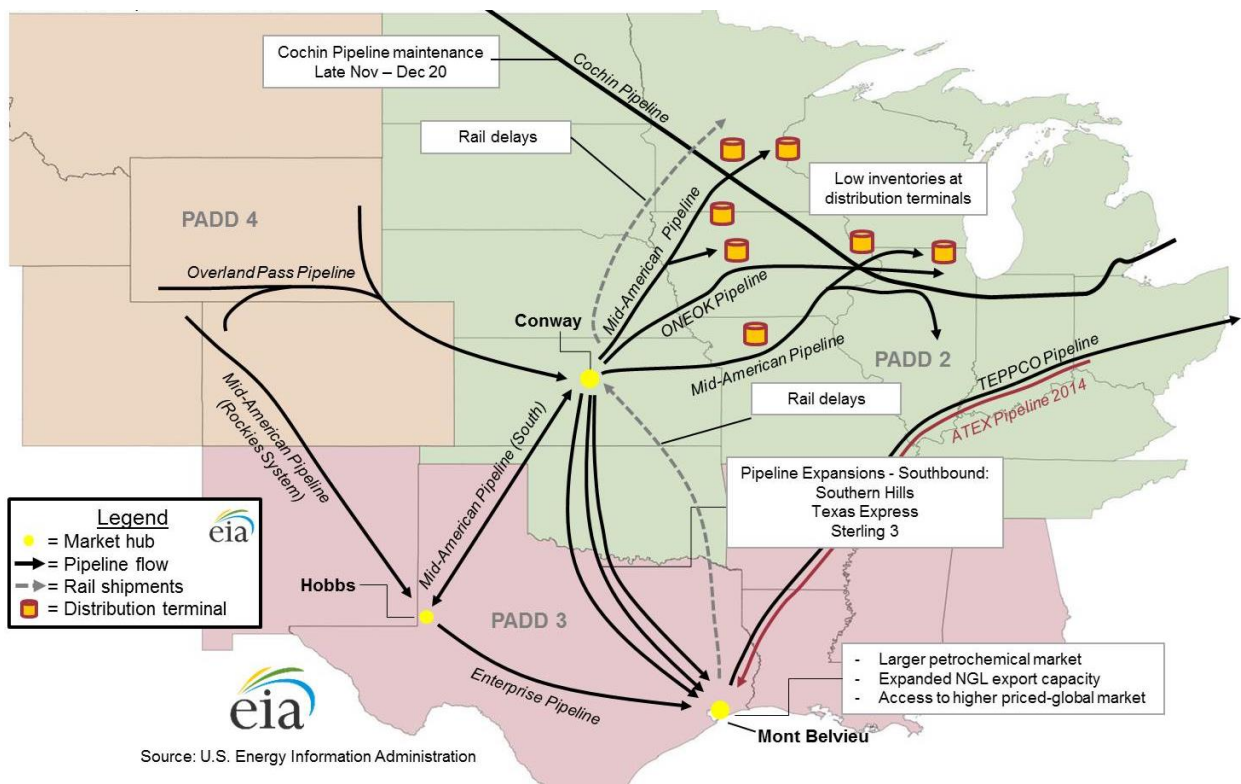 Cochin Pipeline maintenance
Late Nov – Dec 20
Cochin Pipeline
Rail delays
Low inventories at
distribution terminals
PADD 4
Mid-American Pipeline
Overland Pass Pipeline
ONEOK Pipeline
Conway
Mid-American Pipeline
PADD 2
TEPPCO Pipeline
ATEX Pipeline 2014
Rail delays
Mid-American Pipeline
(Rockies System)
Mid-American Pipeline (South)
Pipeline Expansions - Southbound:
Southern Hills
Texas Express
Sterling 3
Legend
eia
= Market hub
= Pipeline flow
= Rail shipments
= Distribution terminal
Hobbs
PADD 3
Enterprise Pipeline
- Larger petrochemical market
- Expanded NGL export capacity
- Access to higher priced-global market
Mont Belvieu
eia
Source: U.S. Energy Information Administration